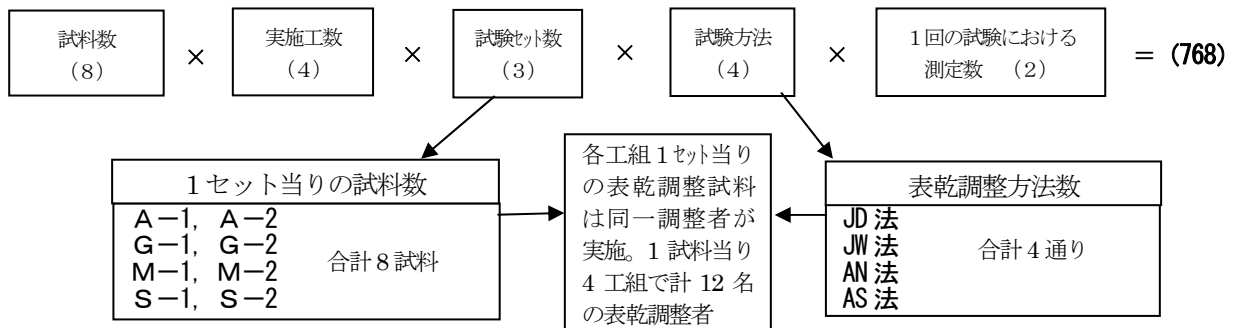 試料数
（8）
×
実施工数
（4）
×
試験ｾｯﾄ数
（3）
×
試験方法
（4）
×
1回の試験における
測定数　（2）
＝ (768)
1セット当りの試料数
Ａ－1，Ａ－2
Ｇ－1，Ｇ－2
Ｍ－1，Ｍ－2
Ｓ－1，Ｓ－2
合計8試料
各工組1ｾｯﾄ当り
の表乾調整試料
は同一調整者が
実施。1試料当り
4工組で計12名
の表乾調整者
表乾調整方法数
JD法
JW法
AN法
AS法
合計4通り